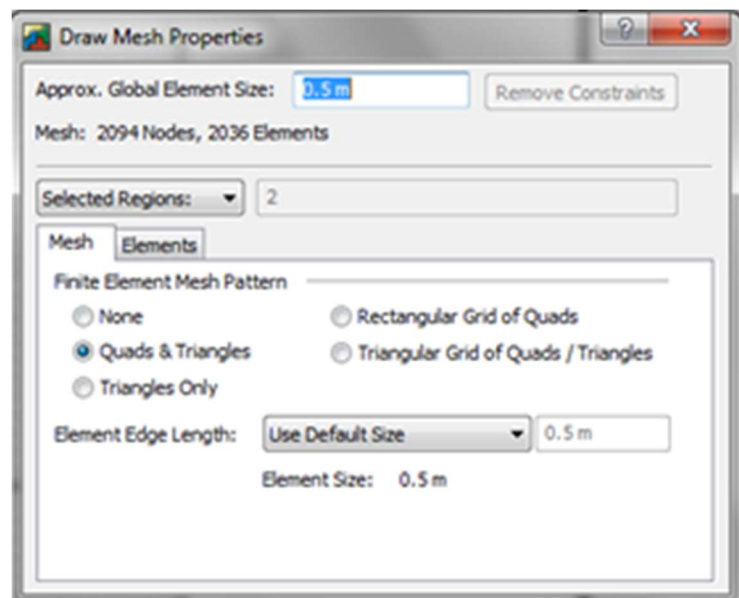 Draw Mesh Properties
Approx. Global Element Size: 0.5 m Remove Constraints
Mesh: 2094 Nodes, 2036 Elements
Selected Regions: 2
Mesh Elements
Finite Element Mesh Pattern
None Rectangular Grid of Quads
Quads & Triangles Triangular Grid of Quads / Triangles
Triangles Only
Element Edge Length: Use Default Size 0.5 m
Element Size: 0.5 m